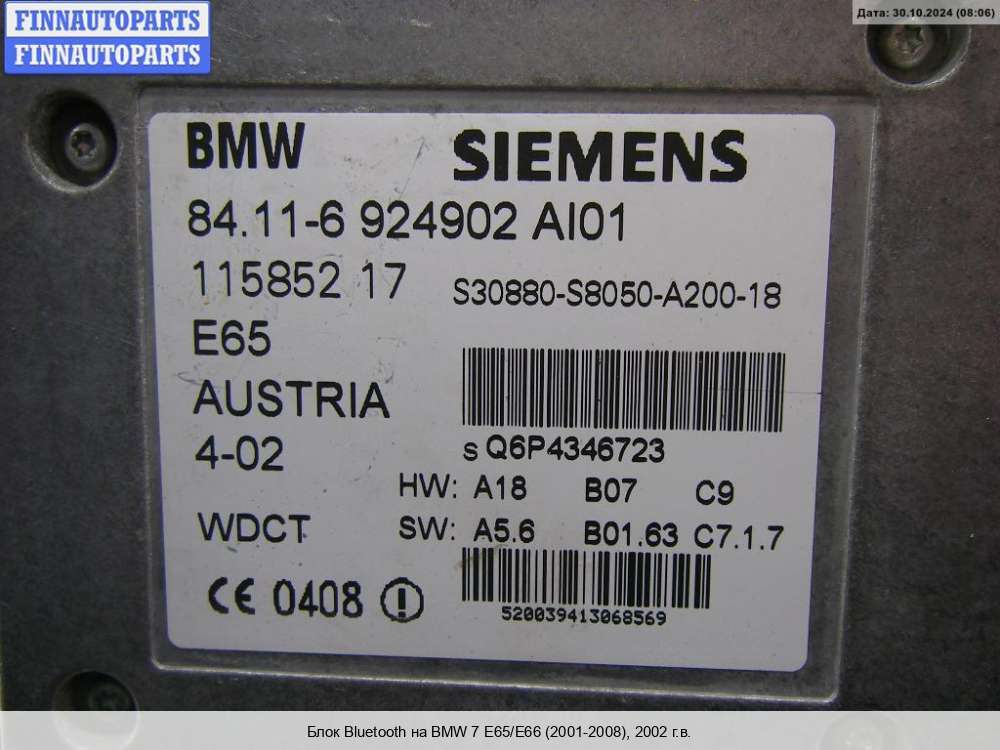 FINNAUTOPARTS
FINNAUTOPARTS
Дата: 30.10.2024 (08:06)
BMW SIEMENS
84.11-6 924902 AI01
115852 17 S30880-S8050-A200-18
E65
AUSTRIA
4-02 s Q6P4346723
HW: A18 B07 C9
WDCT SW: A5.6 B01.63 C7.1.7
CE 0408
520039413068569
Блок Bluetooth на BMW 7 E65/E66 (2001-2008), 2002 г.в.